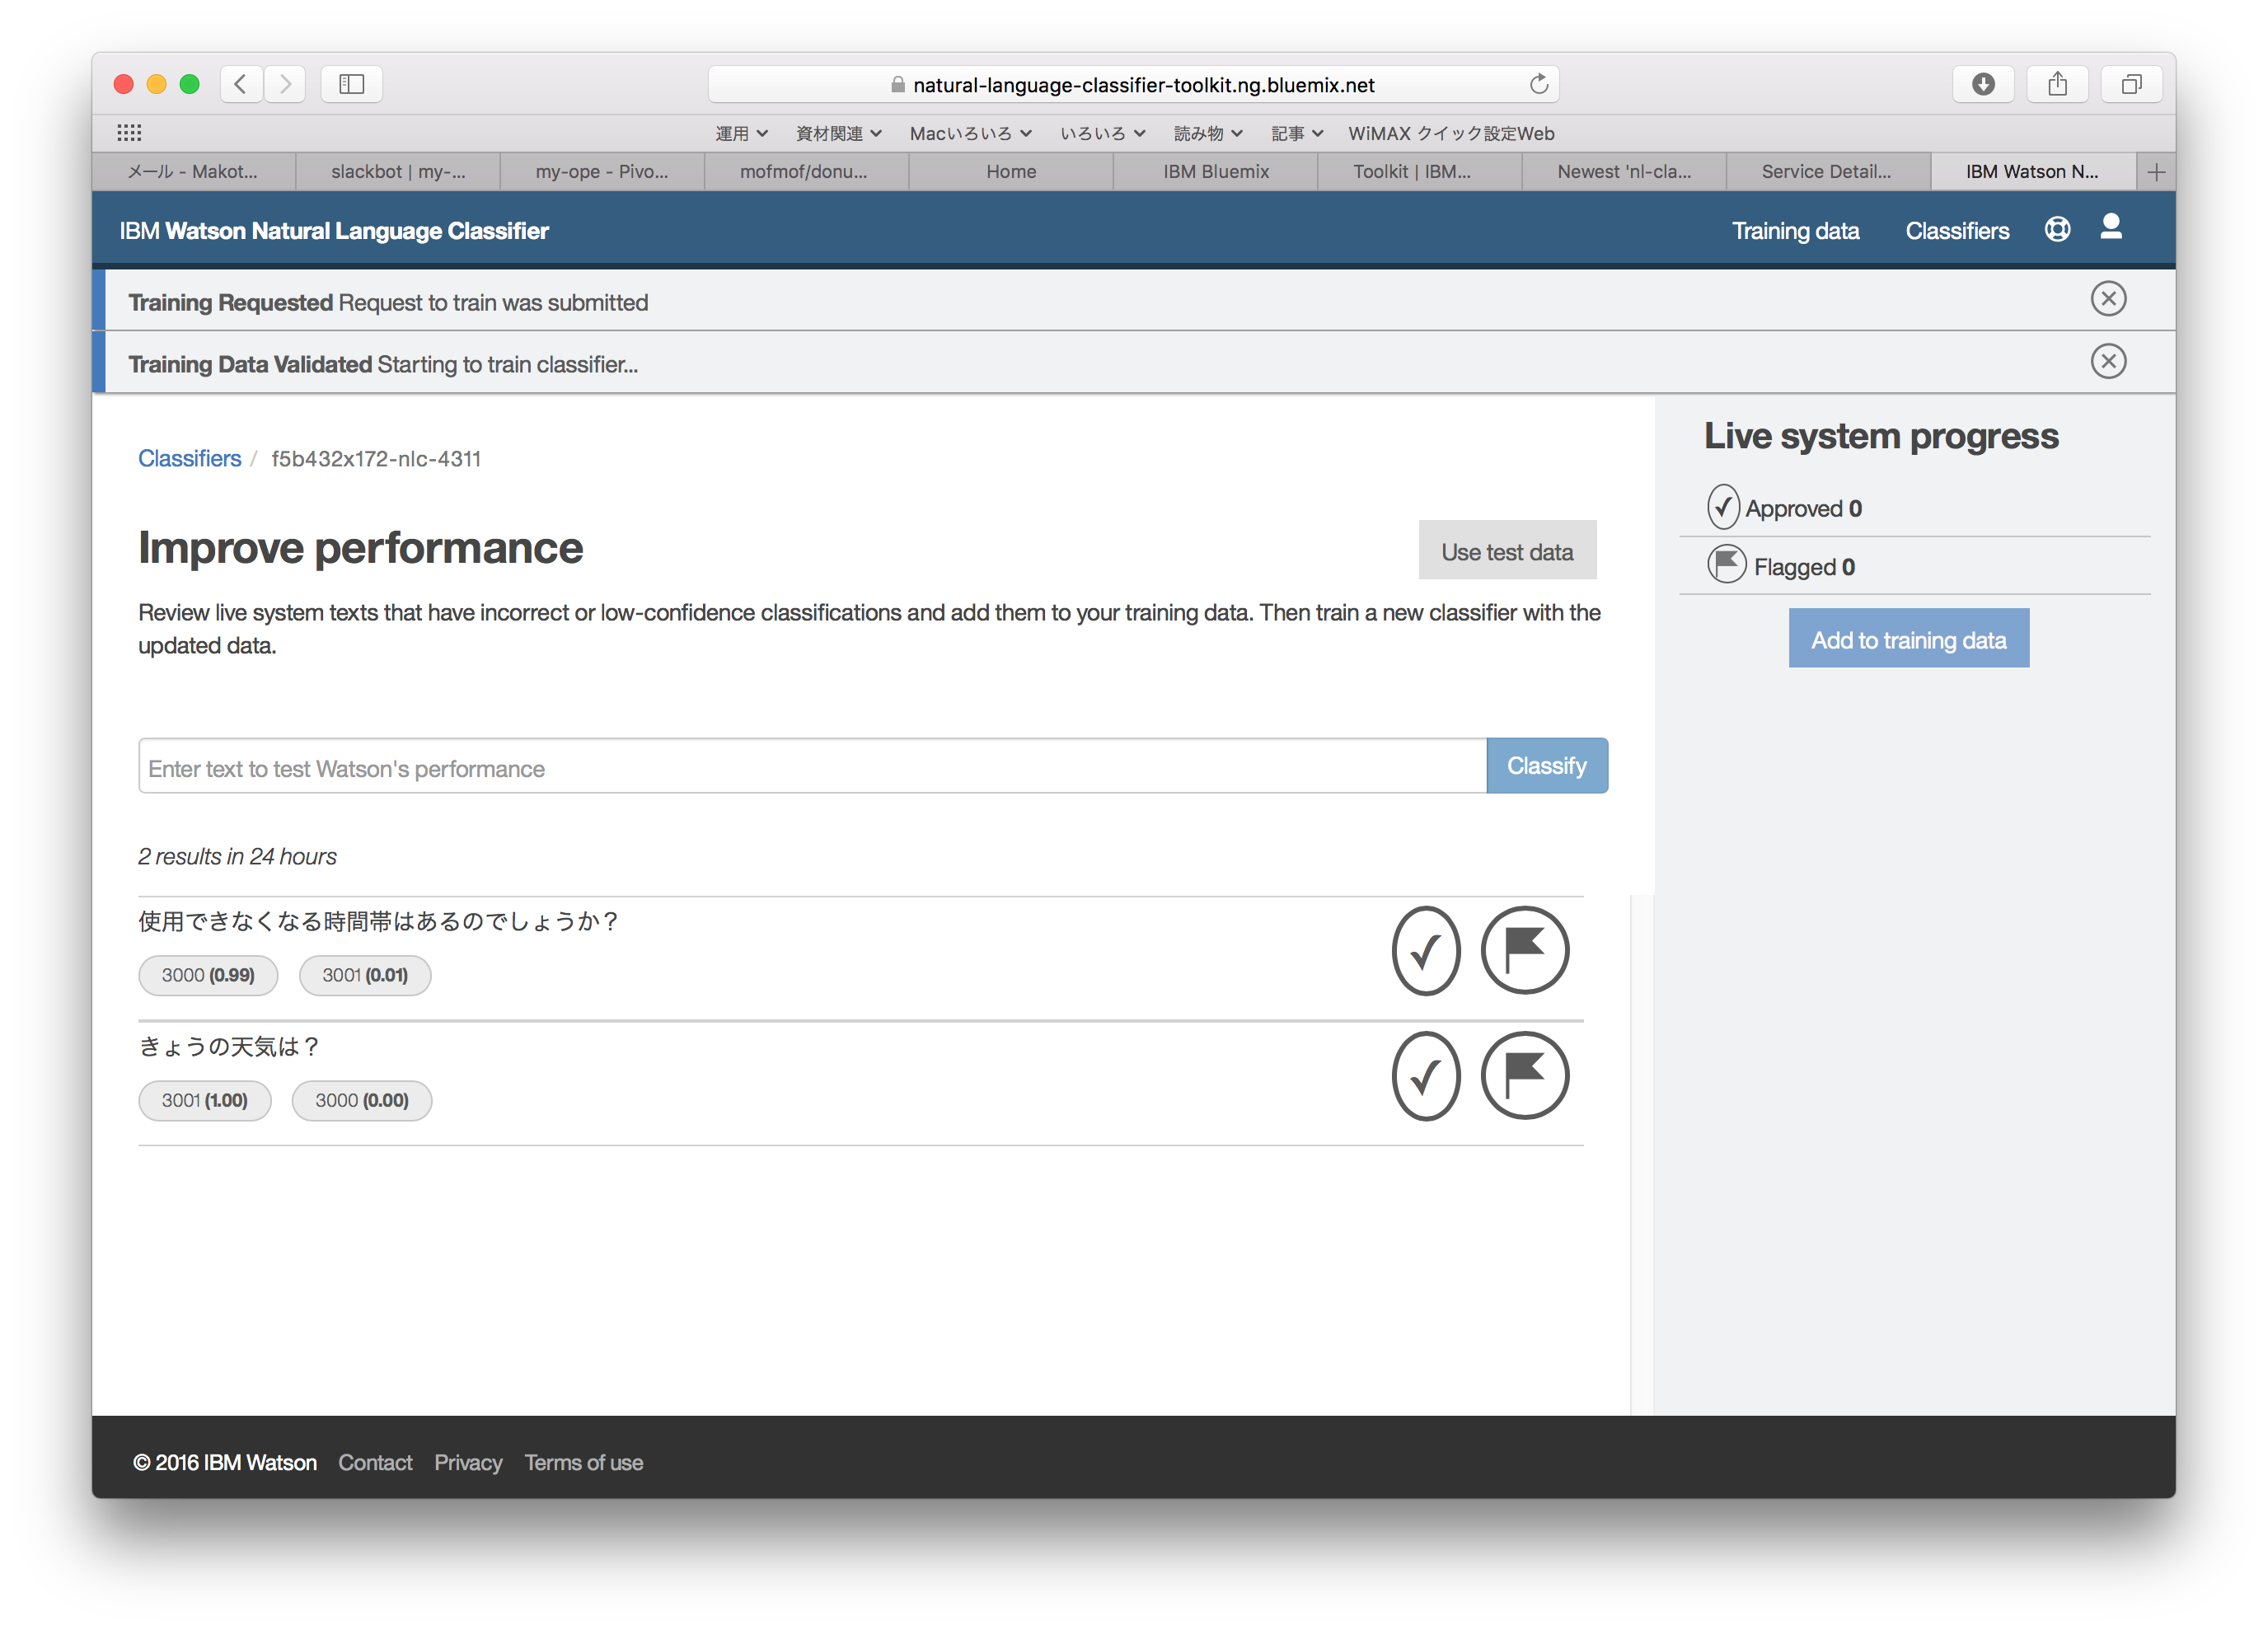 natural-language-classifier-toolkit.ng.bluemix.net
運用 資材関連 Macいろいろ いろいろ 読み物 記事 WiMAX クイック設定Web
メール - Makot... slackbot | my-... my-ope - Pivo... mofmof/donu... Home IBM Bluemix Toolkit | IBM... Newest 'nl-cla... Service Detail... IBM Watson N...
IBM Watson Natural Language Classifier Training data Classifiers
Training Requested Request to train was submitted
Training Data Validated Starting to train classifier...
Classifiers / f5b432x172-nlc-4311
Improve performance
Use test data
Review live system texts that have incorrect or low-confidence classifications and add them to your training data. Then train a new classifier with the
updated data.
Enter text to test Watson's performance
Classify
2 results in 24 hours
使用できなくなる時間帯はあるのでしょうか？
3000 (0.99) 3001 (0.01)
きょうの天気は？
3001 (1.00) 3000 (0.00)
Live system progress
Approved 0
Flagged 0
Add to training data
© 2016 IBM Watson Contact Privacy Terms of use